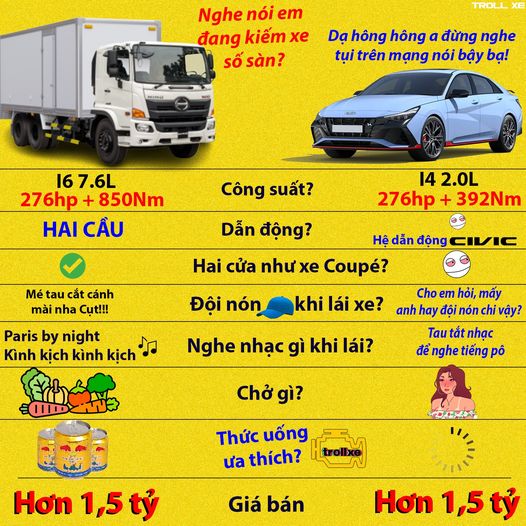 TROLL XE
Nghe nói em
đang kiếm xe
số sàn?
Dạ hông hông a đừng nghe
tụi trên mạng nói bậy bạ!
HINO
I6 7.6L
276hp + 850Nm
Công suất?
I4 2.0L
276hp + 392Nm
HAI CẦU
Dẫn động?
Hệ dẫn động CIVIC
Hai cửa như xe Coupé?
Mé tau cắt cánh
mài nha Cụt!!!
Đội nón khi lái xe?
Cho em hỏi, mấy
anh hay đội nón chi vậy?
Paris by night
Kình kịch kình kịch
Nghe nhạc gì khi lái?
Tau tắt nhạc
để nghe tiếng pô
Chở gì?
Thức uống
ưa thích?
trollxe
Hơn 1,5 tỷ
Giá bán
Hơn 1,5 tỷ